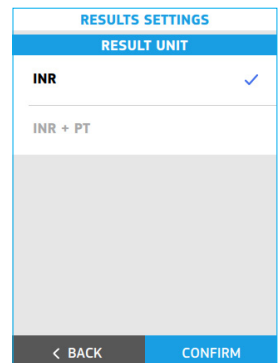 RESULTS SETTINGS
RESULT UNIT
INR
INR + PT
< BACK
CONFIRM